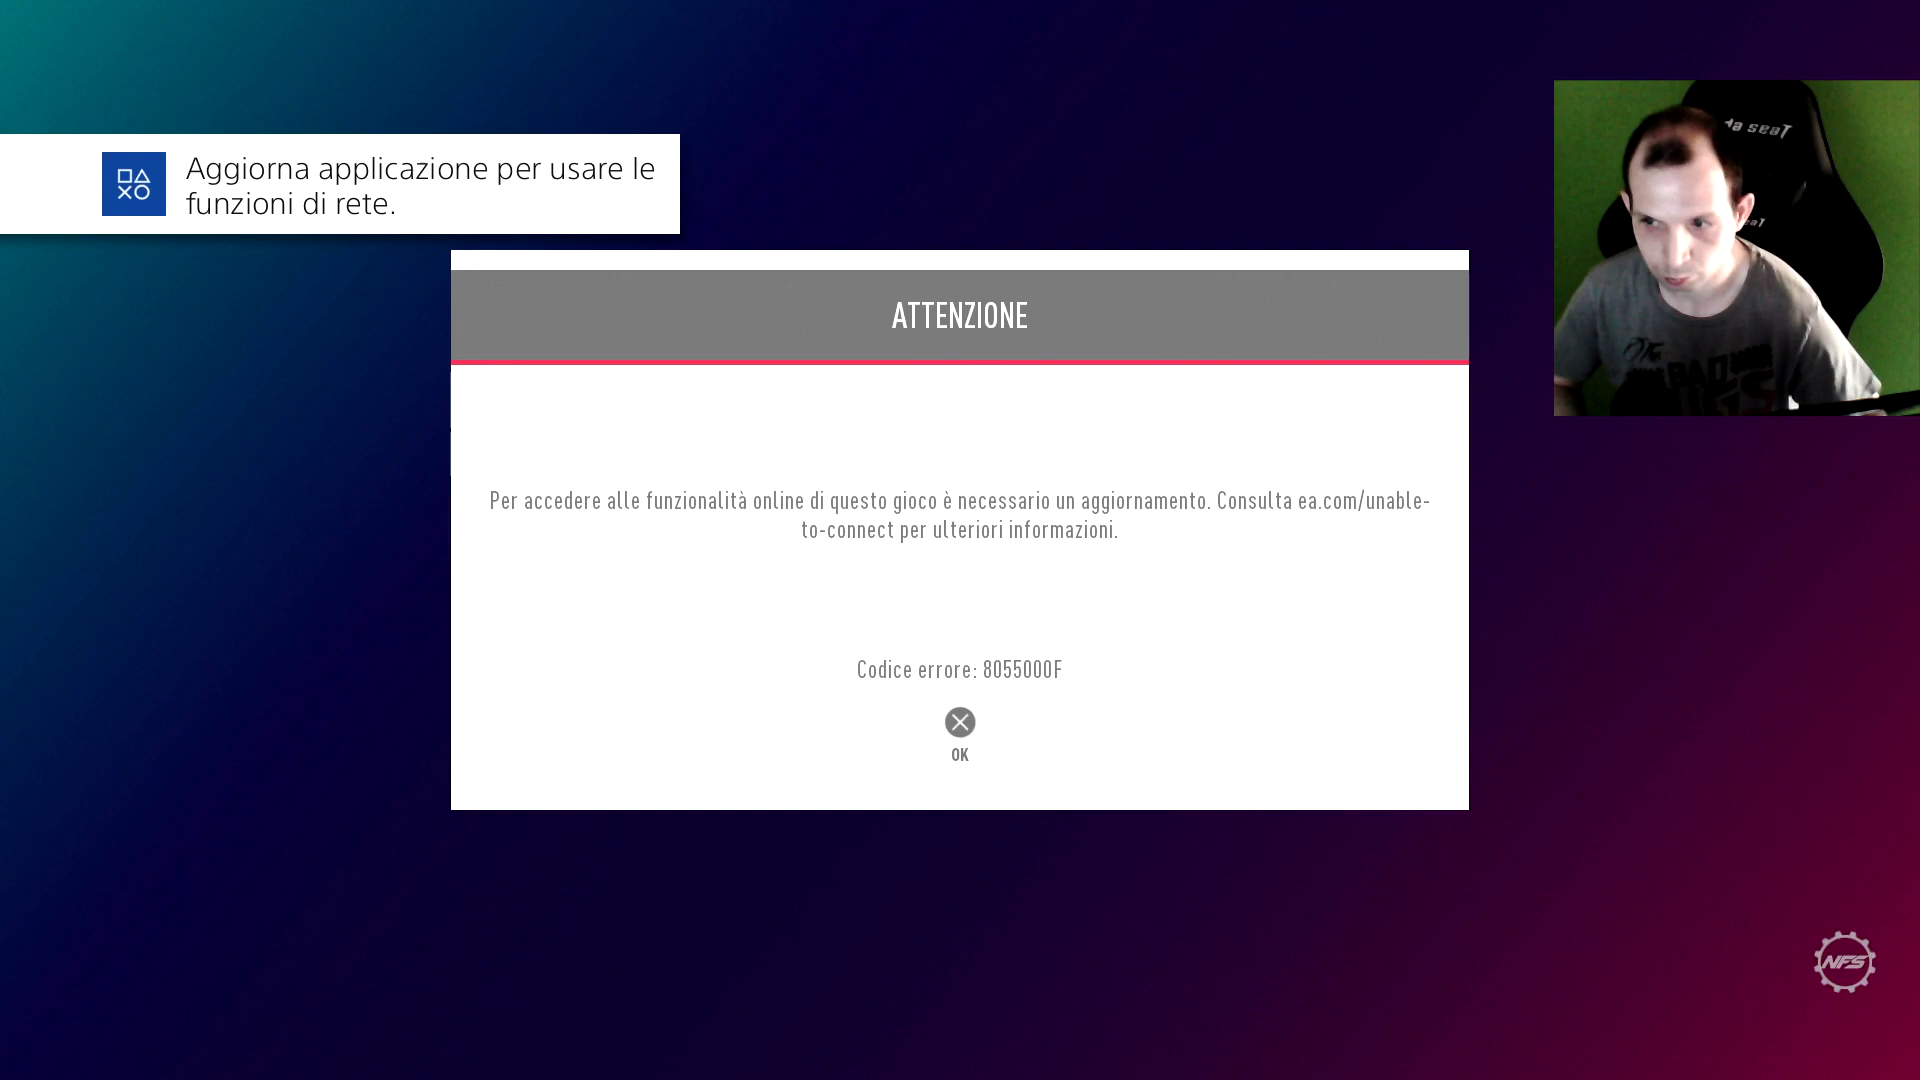 Aggiorna applicazione per usare le
funzioni di rete.
ATTENZIONE
Per accedere alle funzionalità online di questo gioco è necessario un aggiornamento. Consulta ea.com/unable-
to-connect per ulteriori informazioni.
Codice errore: 8055000F
OK
NFS